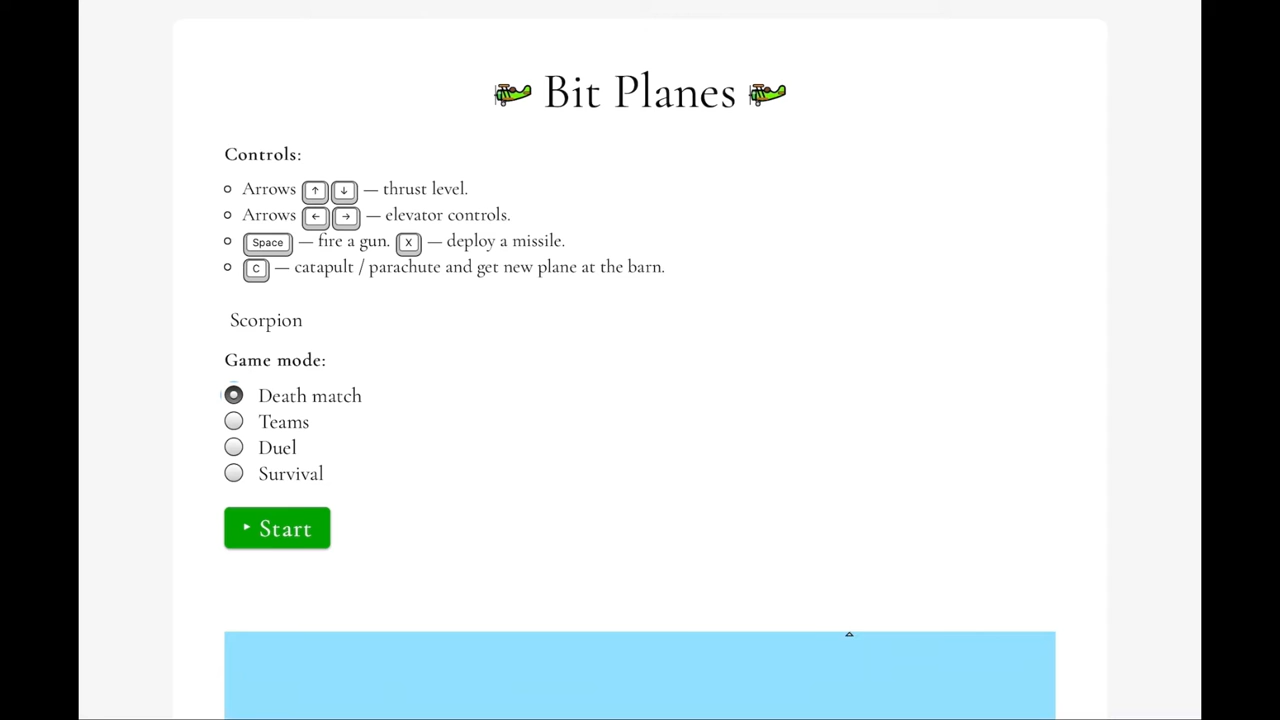 Bit Planes
Controls:
Arrows ↑ ↓ — thrust level.
Arrows ← → — elevator controls.
Space — fire a gun. X — deploy a missile.
C — catapult / parachute and get new plane at the barn.
Scorpion
Game mode:
Death match
Teams
Duel
Survival
Start